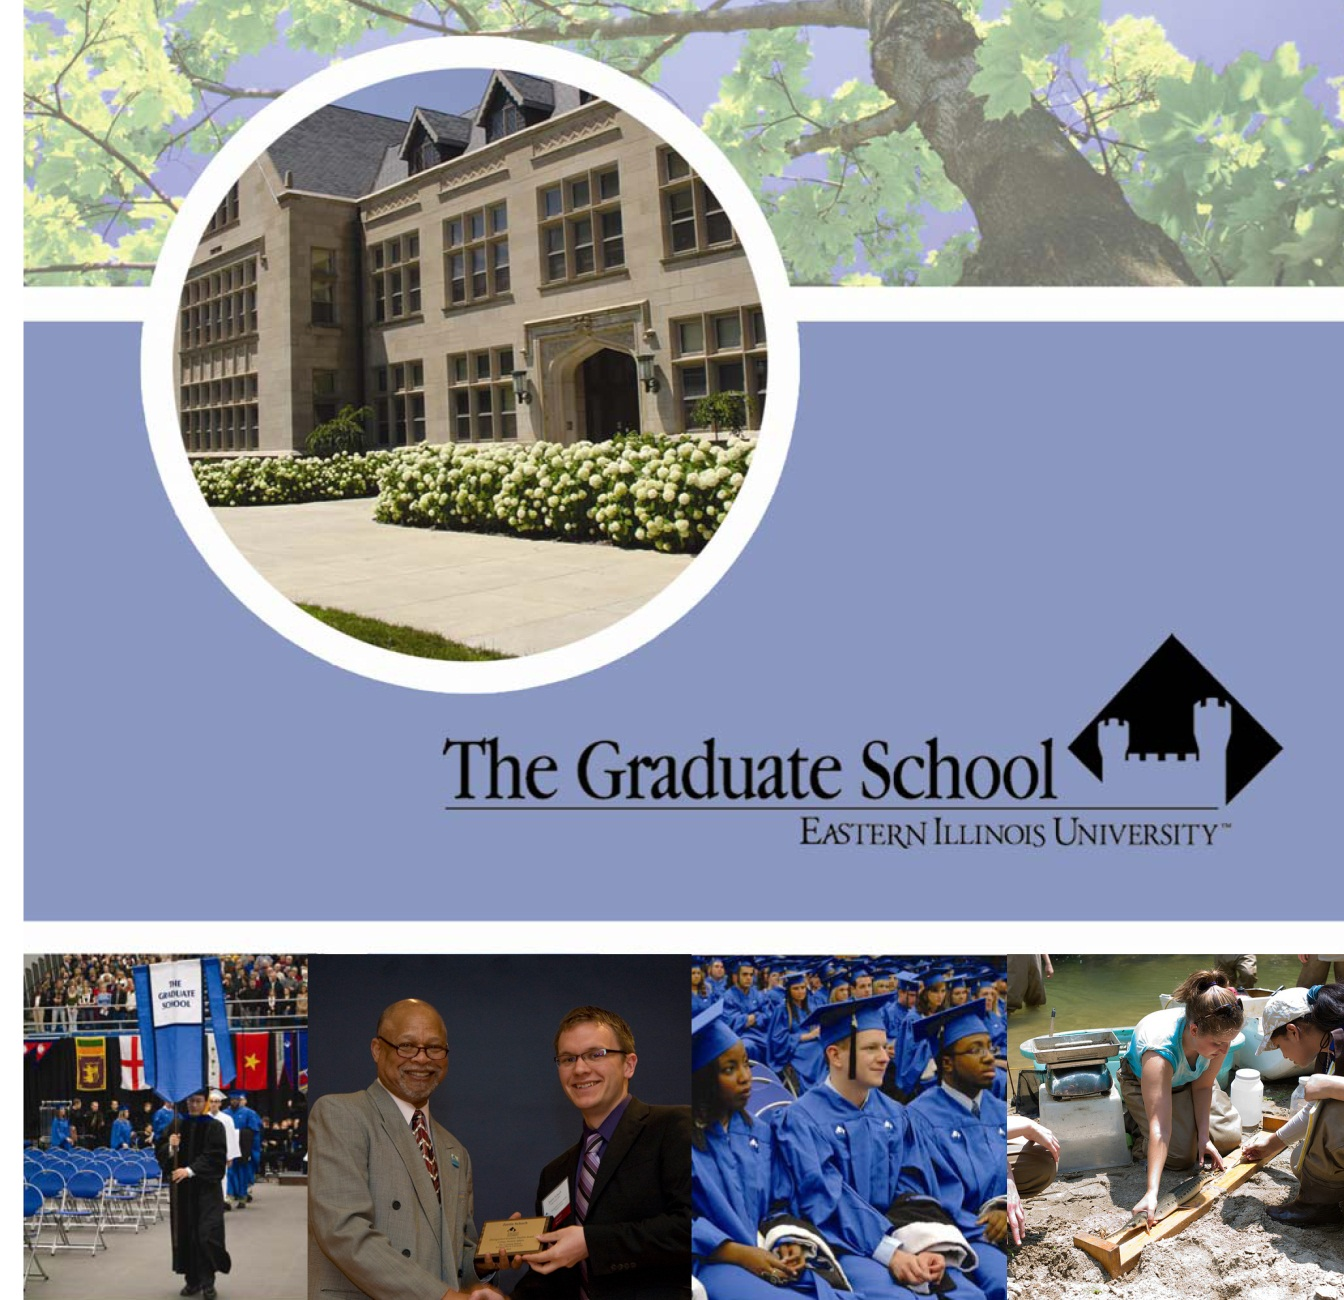 The Graduate School
EASTERN ILLINOIS UNIVERSITY™
THE
GRADUATE
SCHOOL